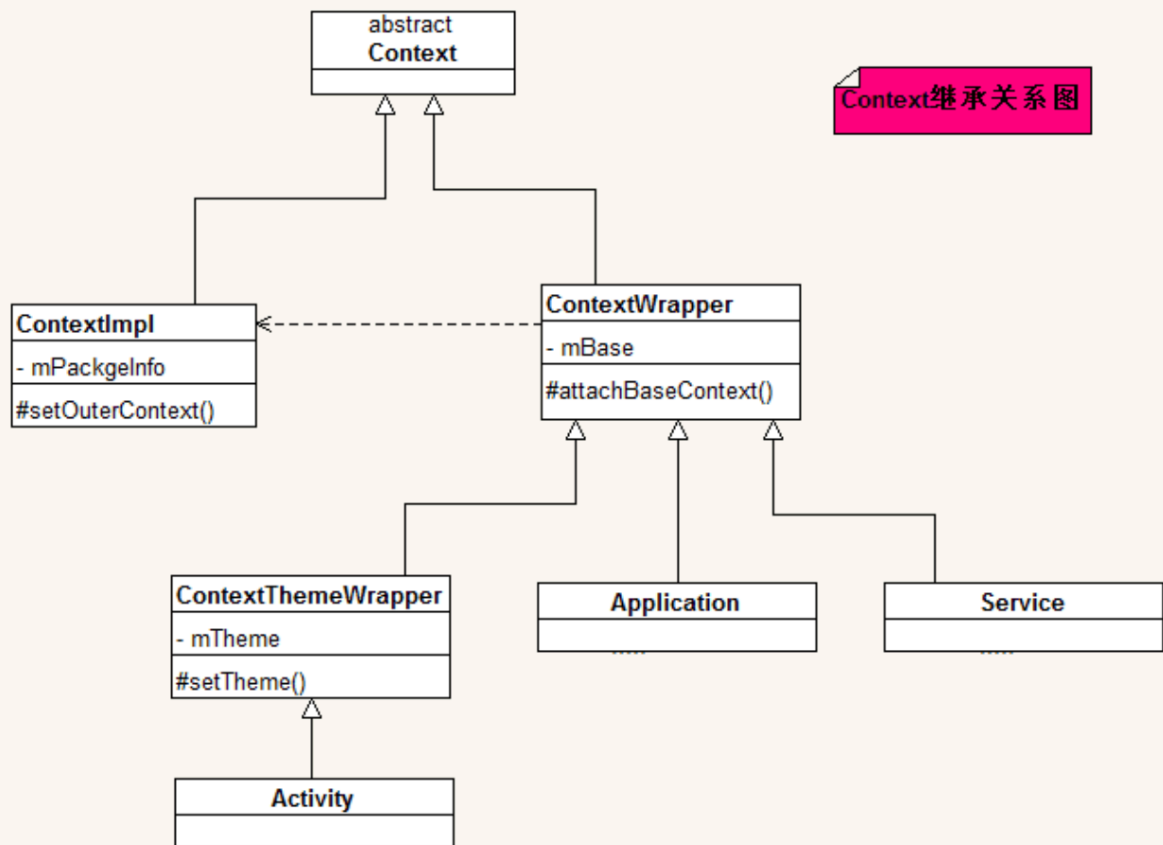 abstract
Context
Context继承关系图
ContextImpl
- mPackgeInfo
#setOuterContext()
ContextWrapper
- mBase
#attachBaseContext()
ContextThemeWrapper
- mTheme
#setTheme()
Application
Service
Activity